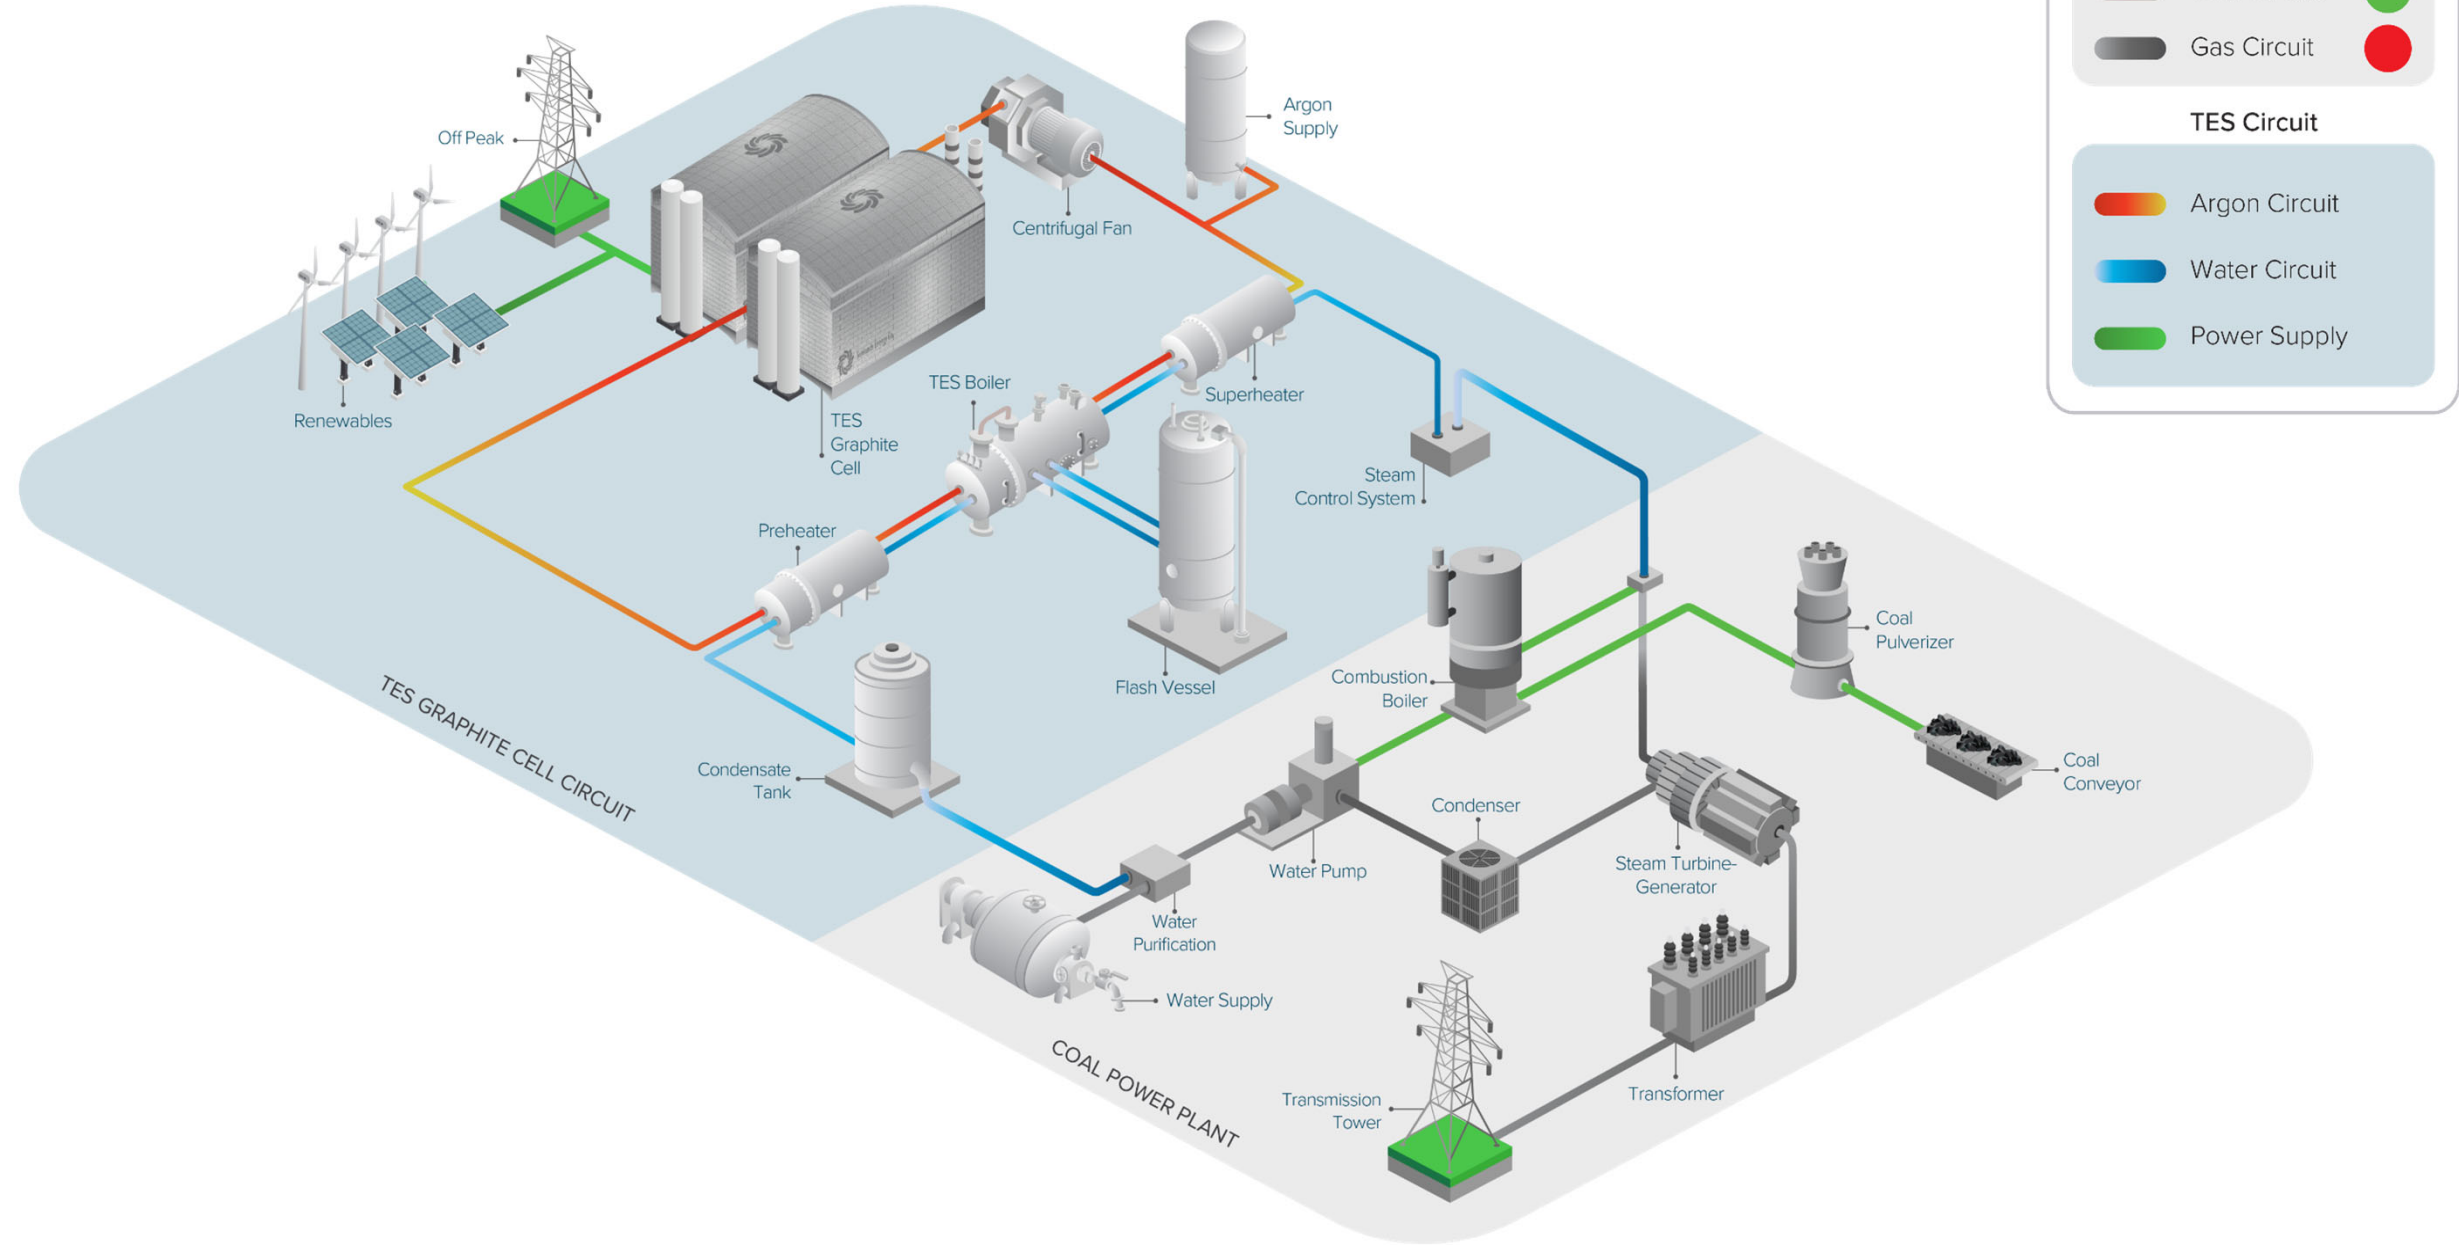 Gas Circuit
TES Circuit
Argon Circuit
Water Circuit
Power Supply
Off Peak
Argon
Supply
Centrifugal Fan
Renewables
TES
Graphite
Cell
TES Boiler
Superheater
Steam
Control System
Preheater
Flash Vessel
Combustion
Boiler
Coal
Pulverizer
Coal
Conveyor
Condensate
Tank
Condenser
Water Pump
Steam Turbine-
Generator
Water
Purification
Water Supply
Transmission
Tower
Transformer
TES GRAPHITE CELL CIRCUIT
COAL POWER PLANT